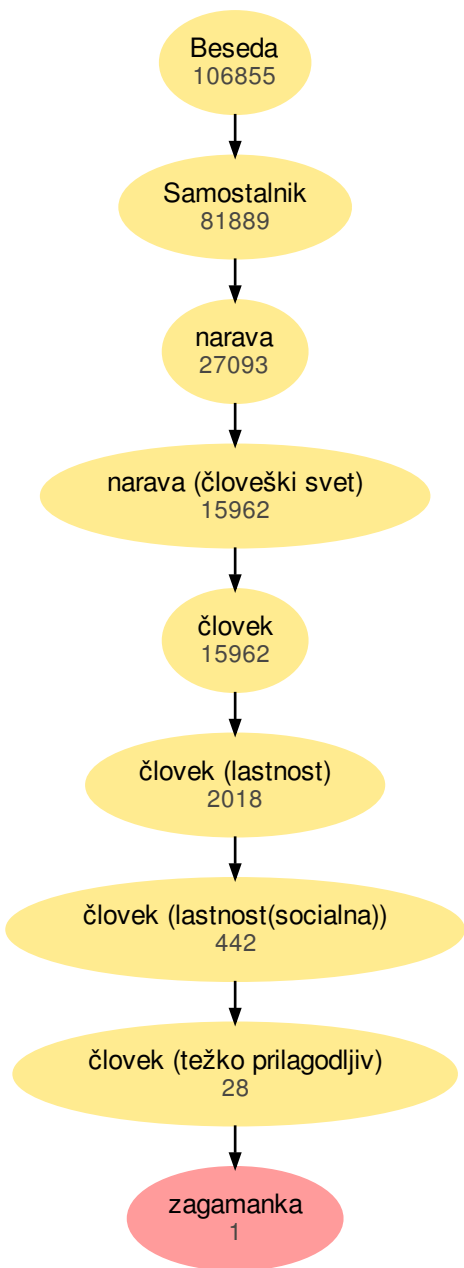 Beseda
106855
Samostalnik
81889
narava
27093
narava (človeški svet)
15962
človek
15962
človek (lastnost)
2018
človek (lastnost(socialna))
442
človek (težko prilagodljiv)
28
zagamanka
1